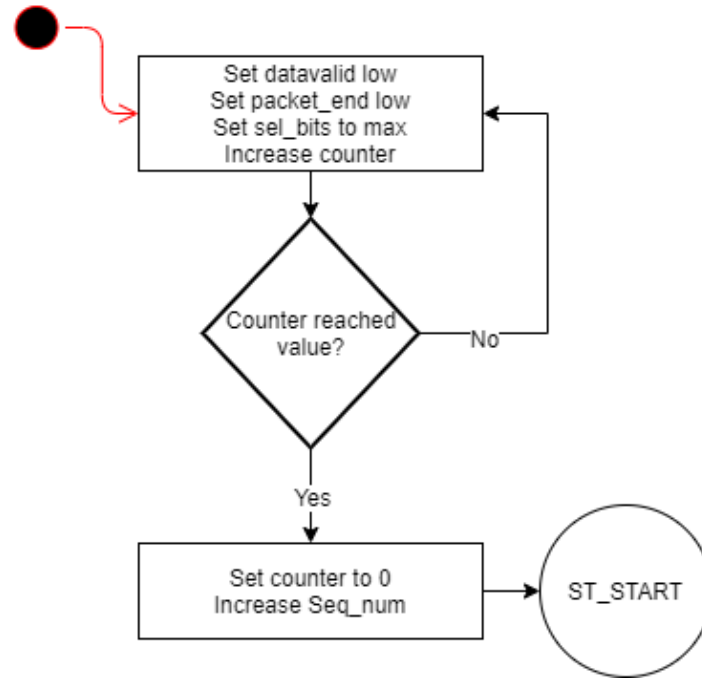 Set datavalid low
Set packet_end low
Set sel_bits to max
Increase counter
Counter reached
value?
No
Yes
Set counter to 0
Increase Seq_num
ST_START